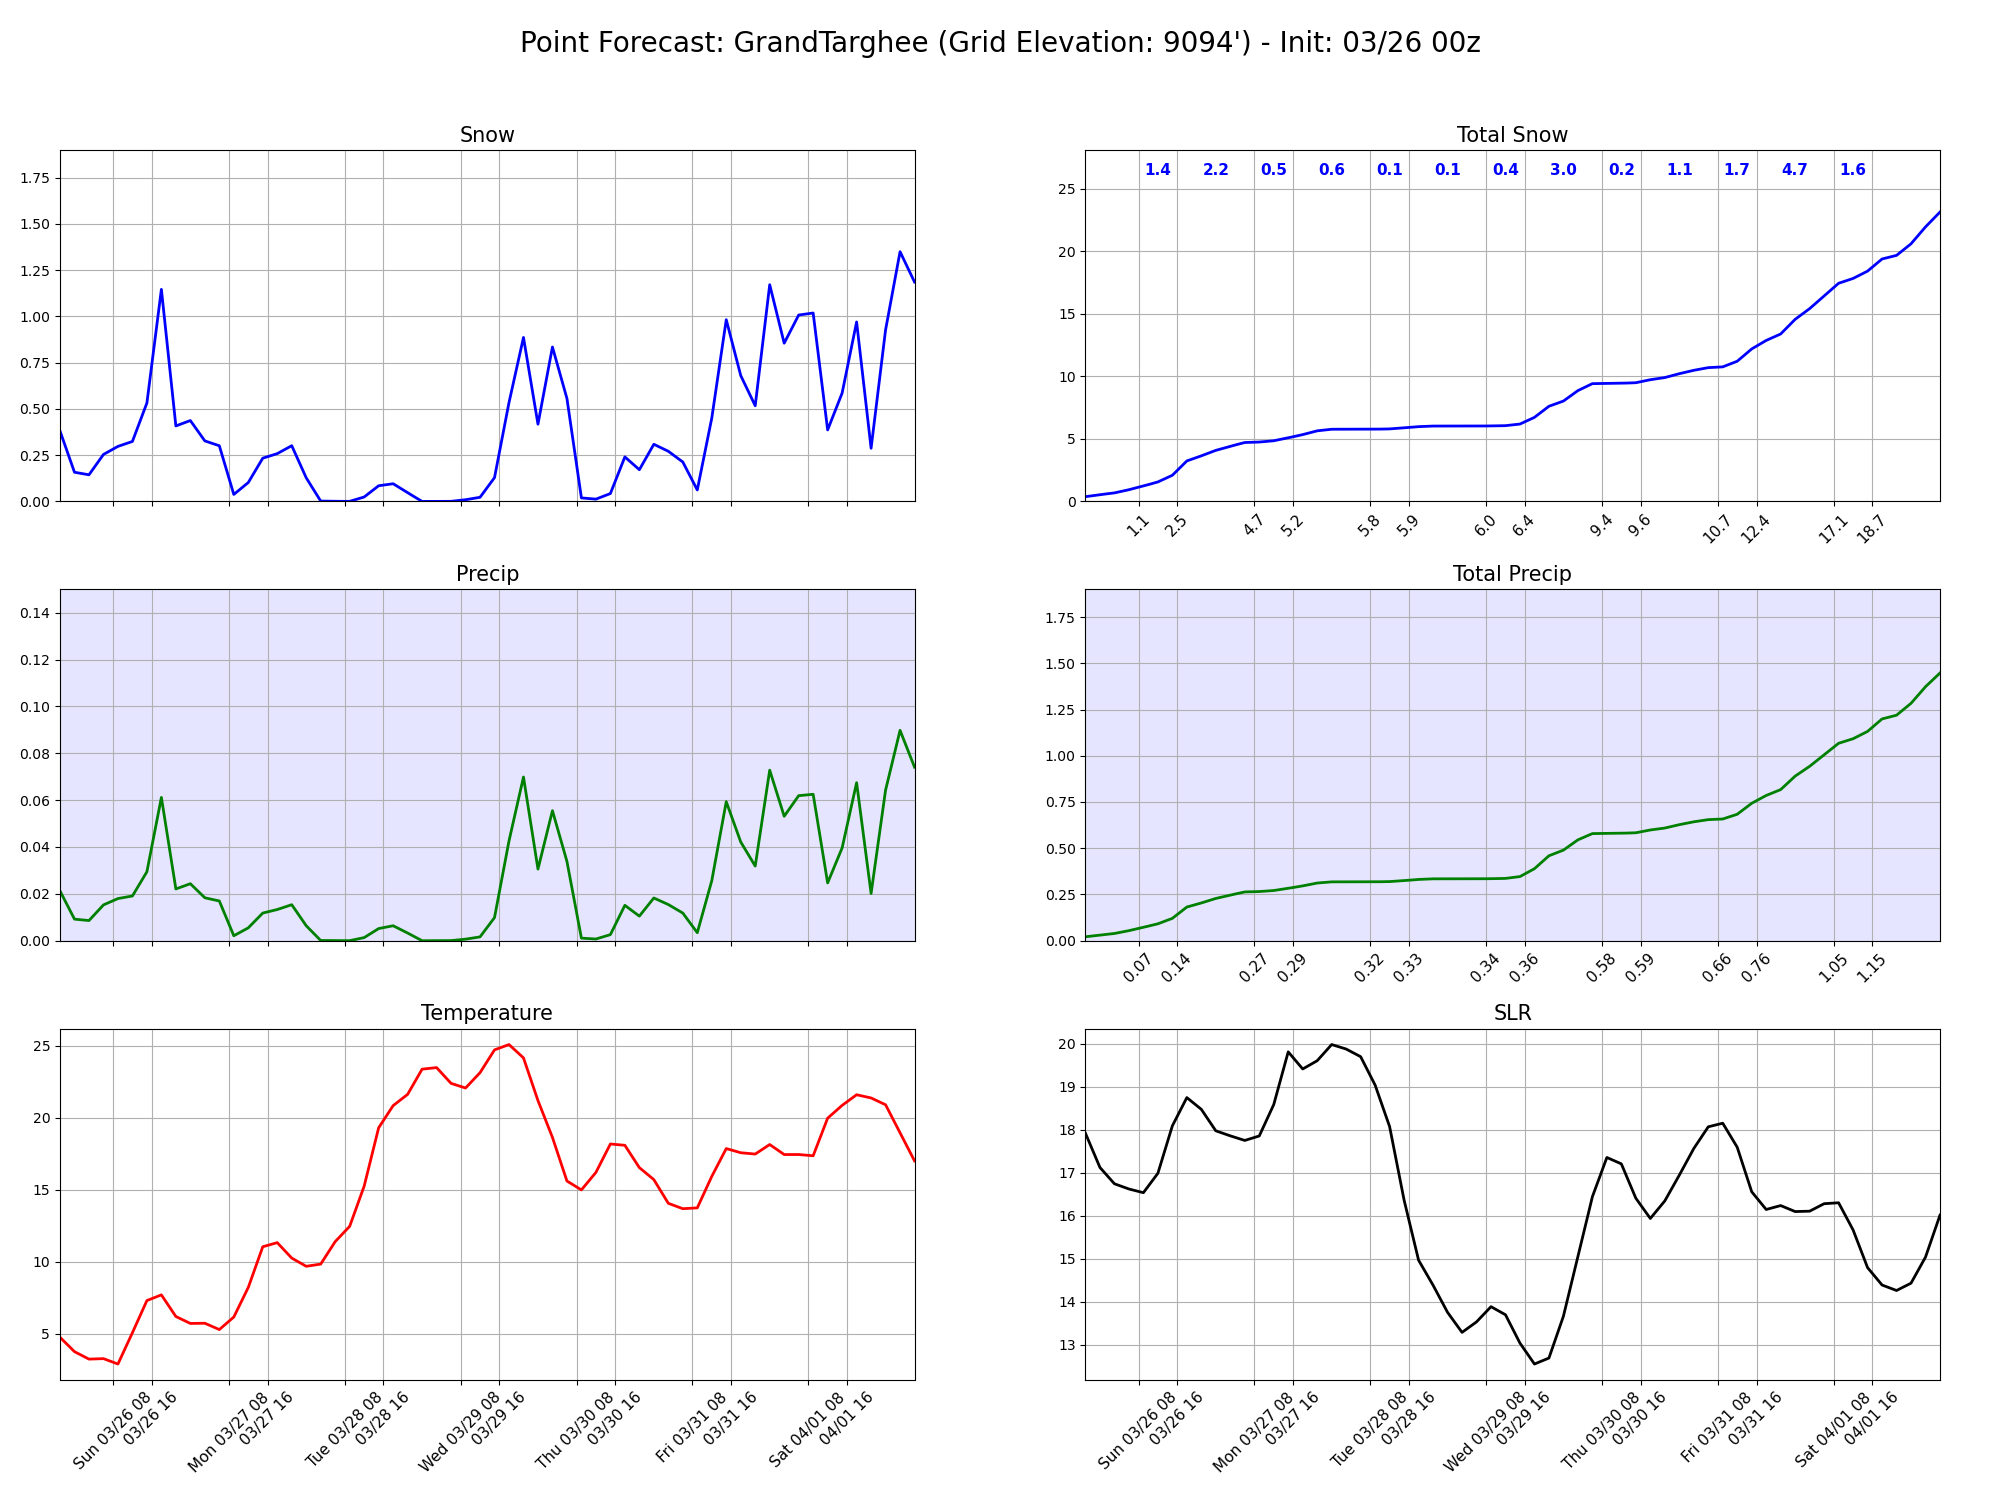 Point Forecast: GrandTarghee (Grid Elevation: 9094') - Init: 03/26 00z
Snow
1.75
1.50
1.25
1.00
0.75
0.50
0.25
0.00
Total Snow
1.4 2.2 0.5 0.6 0.1 0.1 0.4 3.0 0.2 1.1 1.7 4.7 1.6
25
20
15
10
5
0
1.1 2.5 4.7 5.2 5.8 5.9 6.0 6.4 9.4 9.6 10.7 12.4 17.1 18.7
Precip
0.14
0.12
0.10
0.08
0.06
0.04
0.02
0.00
Total Precip
1.75
1.50
1.25
1.00
0.75
0.50
0.25
0.00
0.07 0.14 0.27 0.29 0.32 0.33 0.34 0.36 0.58 0.59 0.66 0.76 1.05 1.15
Temperature
25
20
15
10
5
Sun 03/26 08
03/26 16
Mon 03/27 08
03/27 16
Tue 03/28 08
03/28 16
Wed 03/29 08
03/29 16
Thu 03/30 08
03/30 16
Fri 03/31 08
03/31 16
Sat 04/01 08
04/01 16
SLR
20
19
18
17
16
15
14
13
Sun 03/26 08
03/26 16
Mon 03/27 08
03/27 16
Tue 03/28 08
03/28 16
Wed 03/29 08
03/29 16
Thu 03/30 08
03/30 16
Fri 03/31 08
03/31 16
Sat 04/01 08
04/01 16